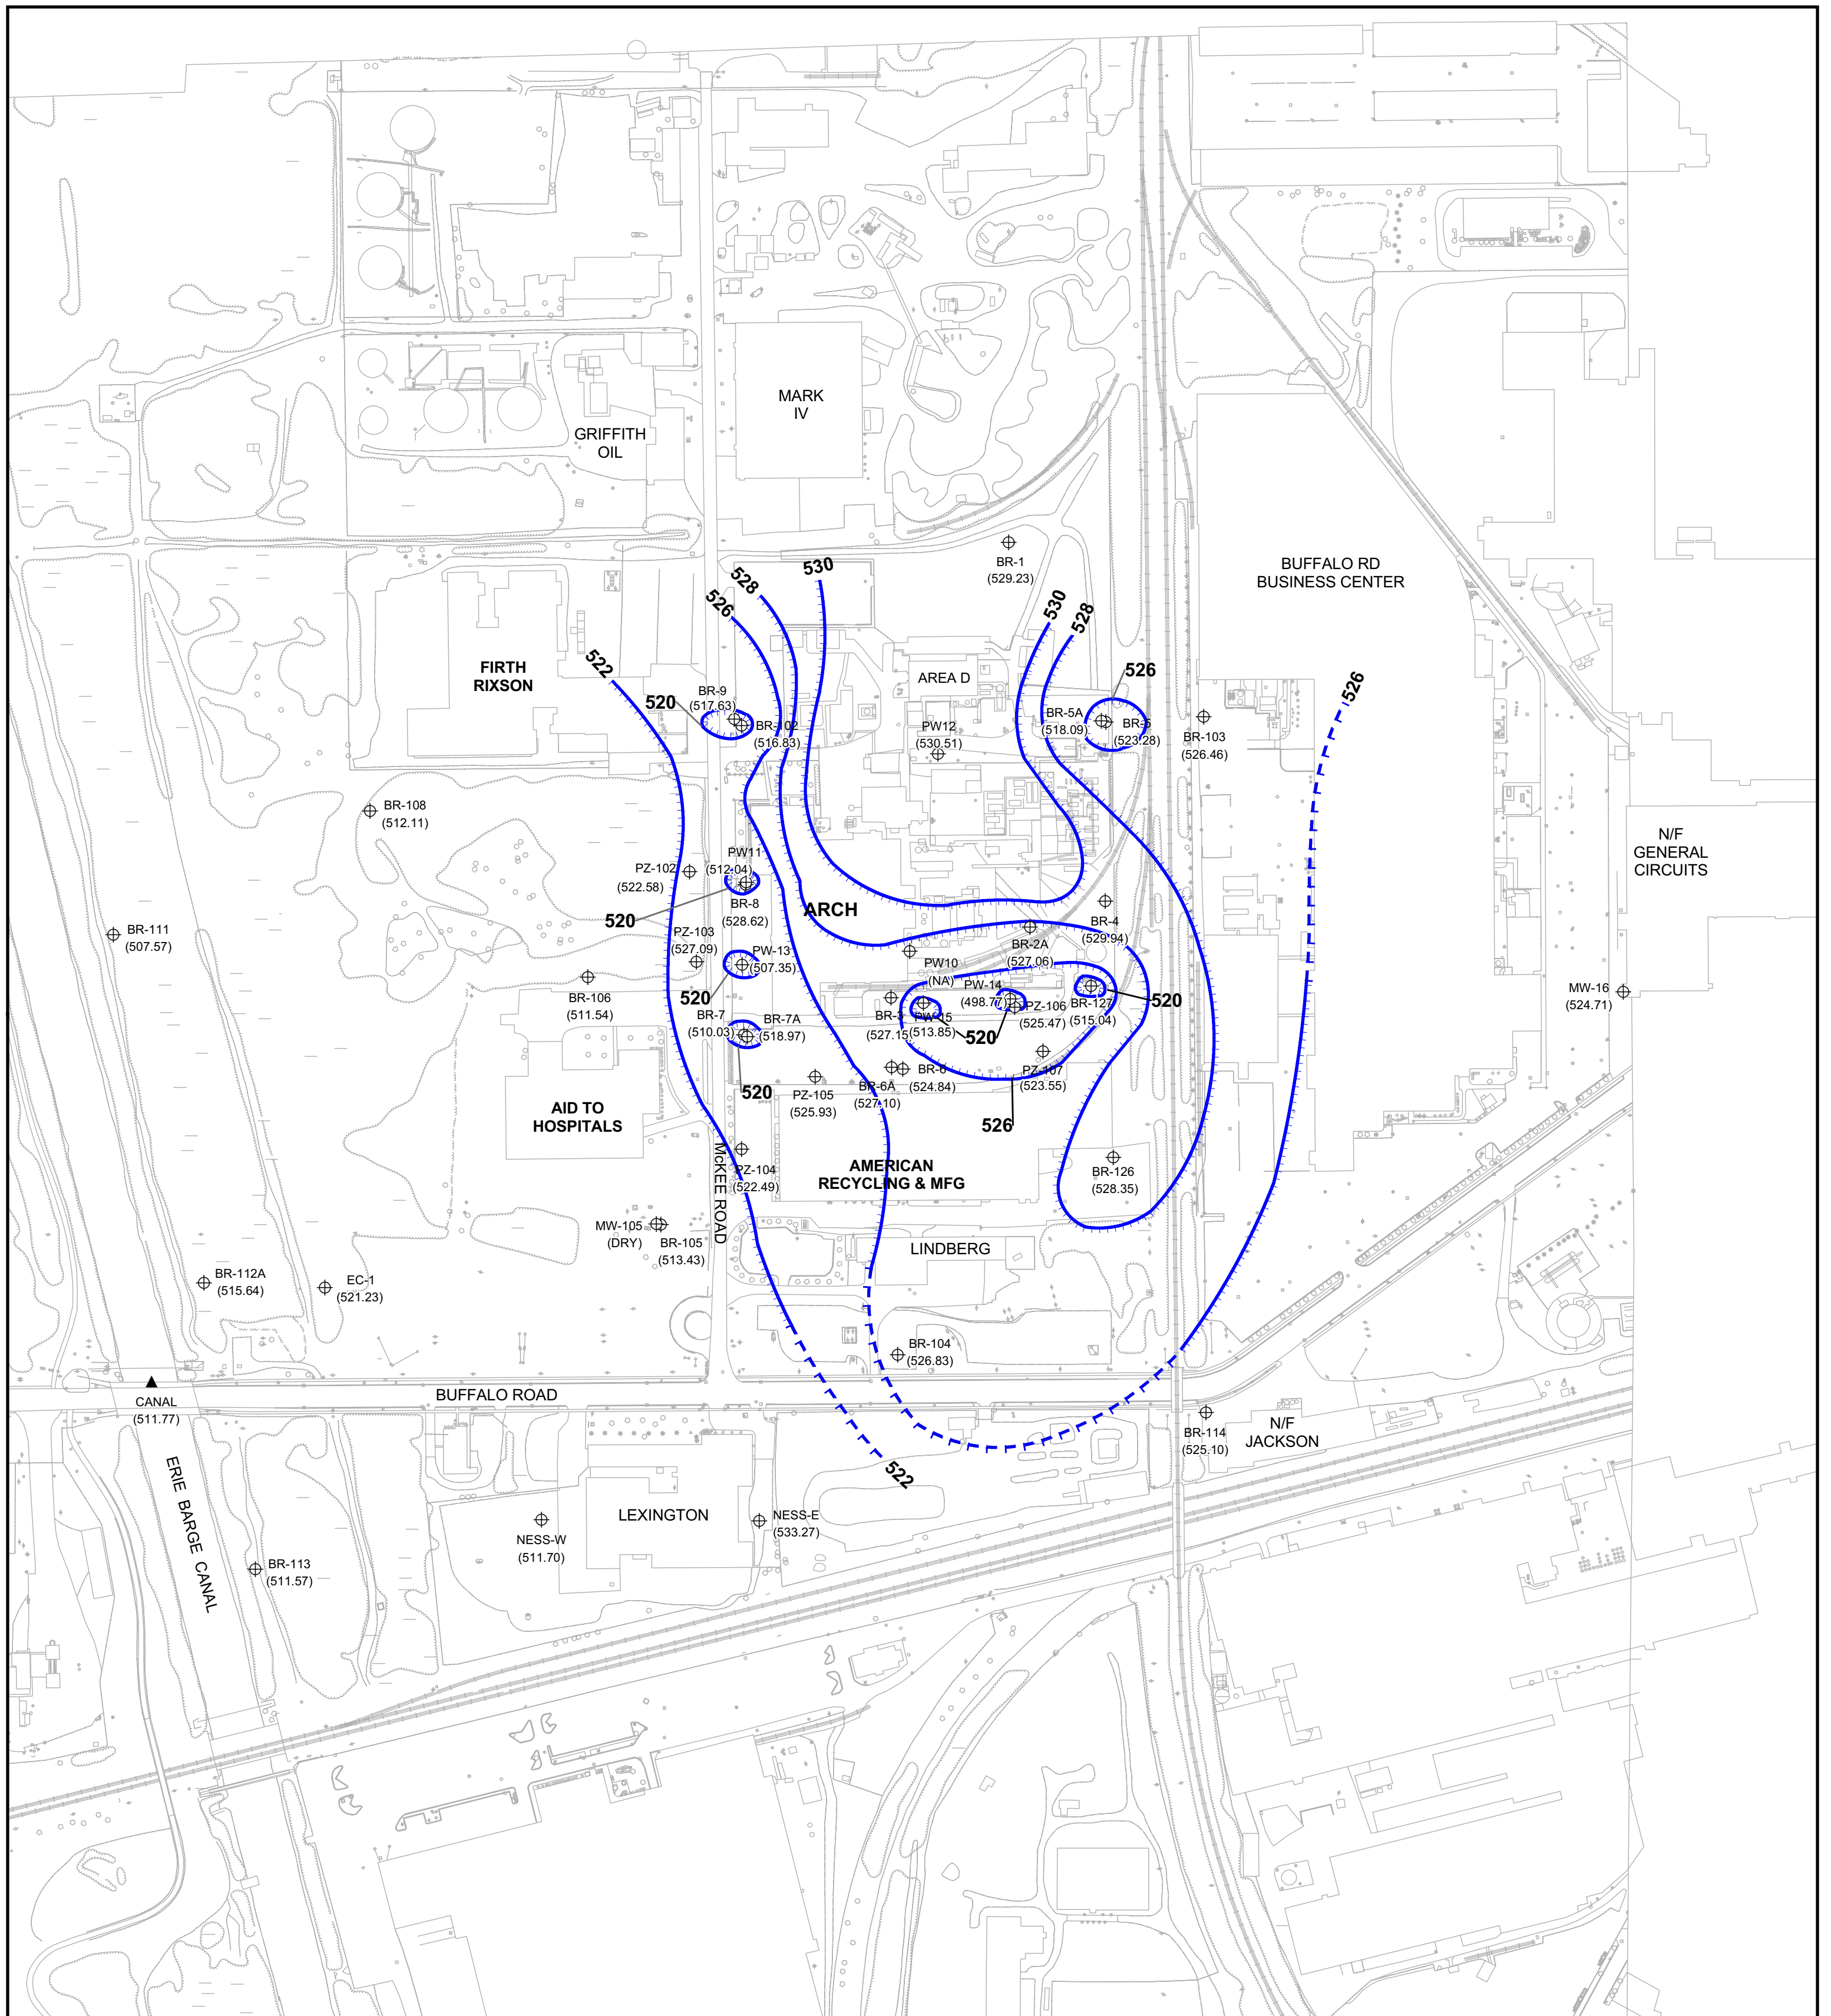 MARK
IV
GRIFFITH
OIL
BR-1
(529.23)
BUFFALO RD
BUSINESS CENTER
530
528
526
530
528
522
FIRTH
RIXSON
AREA D
526
526
520
BR-9
(517.63)
BR-102
(516.83)
PW12
(530.51)
BR-5A
(518.09)
BR-5
(523.28)
BR-103
(526.46)
BR-108
(512.11)
N/F
GENERAL
CIRCUITS
PZ-102
(522.58)
PW11
(512.04)
BR-8
(528.62)
520
ARCH
BR-4
(529.94)
BR-111
(507.57)
PZ-103
(527.09)
PW-13
(507.35)
BR-2A
(527.06)
PW10
(NA)
BR-106
(511.54)
520
PW-14
(498.77)
PZ-106
(525.47)
BR-127
(515.04)
520
MW-16
(524.71)
BR-7
(510.03)
BR-7A
(518.97)
BR-3
(527.15)
PW-15
(513.85)
520
BR-6
(524.84)
BR-6A
(527.10)
PZ-107
(523.55)
520
PZ-105
(525.93)
AID TO
HOSPITALS
526
McKEE ROAD
PZ-104
(522.49)
AMERICAN
RECYCLING & MFG
BR-126
(528.35)
MW-105
(DRY)
BR-105
(513.43)
LINDBERG
BR-112A
(515.64)
EC-1
(521.23)
BR-104
(526.83)
CANAL
(511.77)
BUFFALO ROAD
BR-114
(525.10)
N/F
JACKSON
522
ERIE BARGE CANAL
LEXINGTON
NESS-E
(533.27)
NESS-W
(511.70)
BR-113
(511.57)